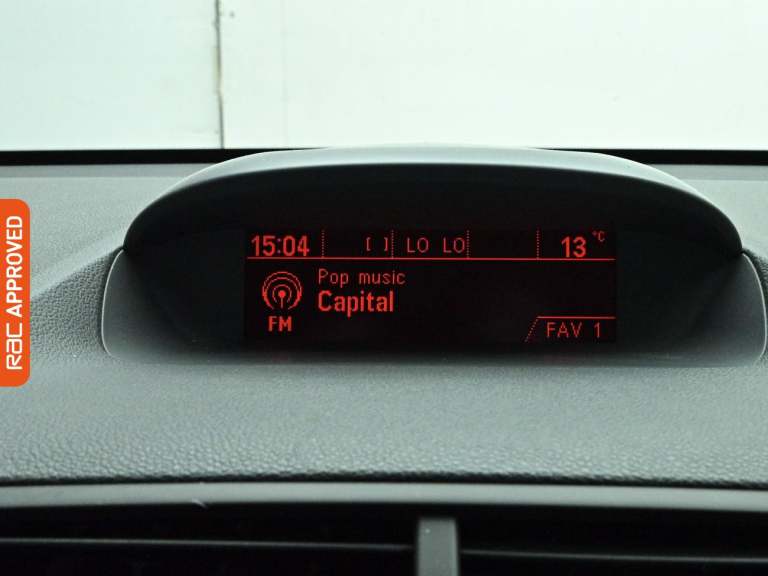 15:04 [ ] LO LO 13 °C
Pop music
Capital
FM
FAV 1
RAC APPROVED